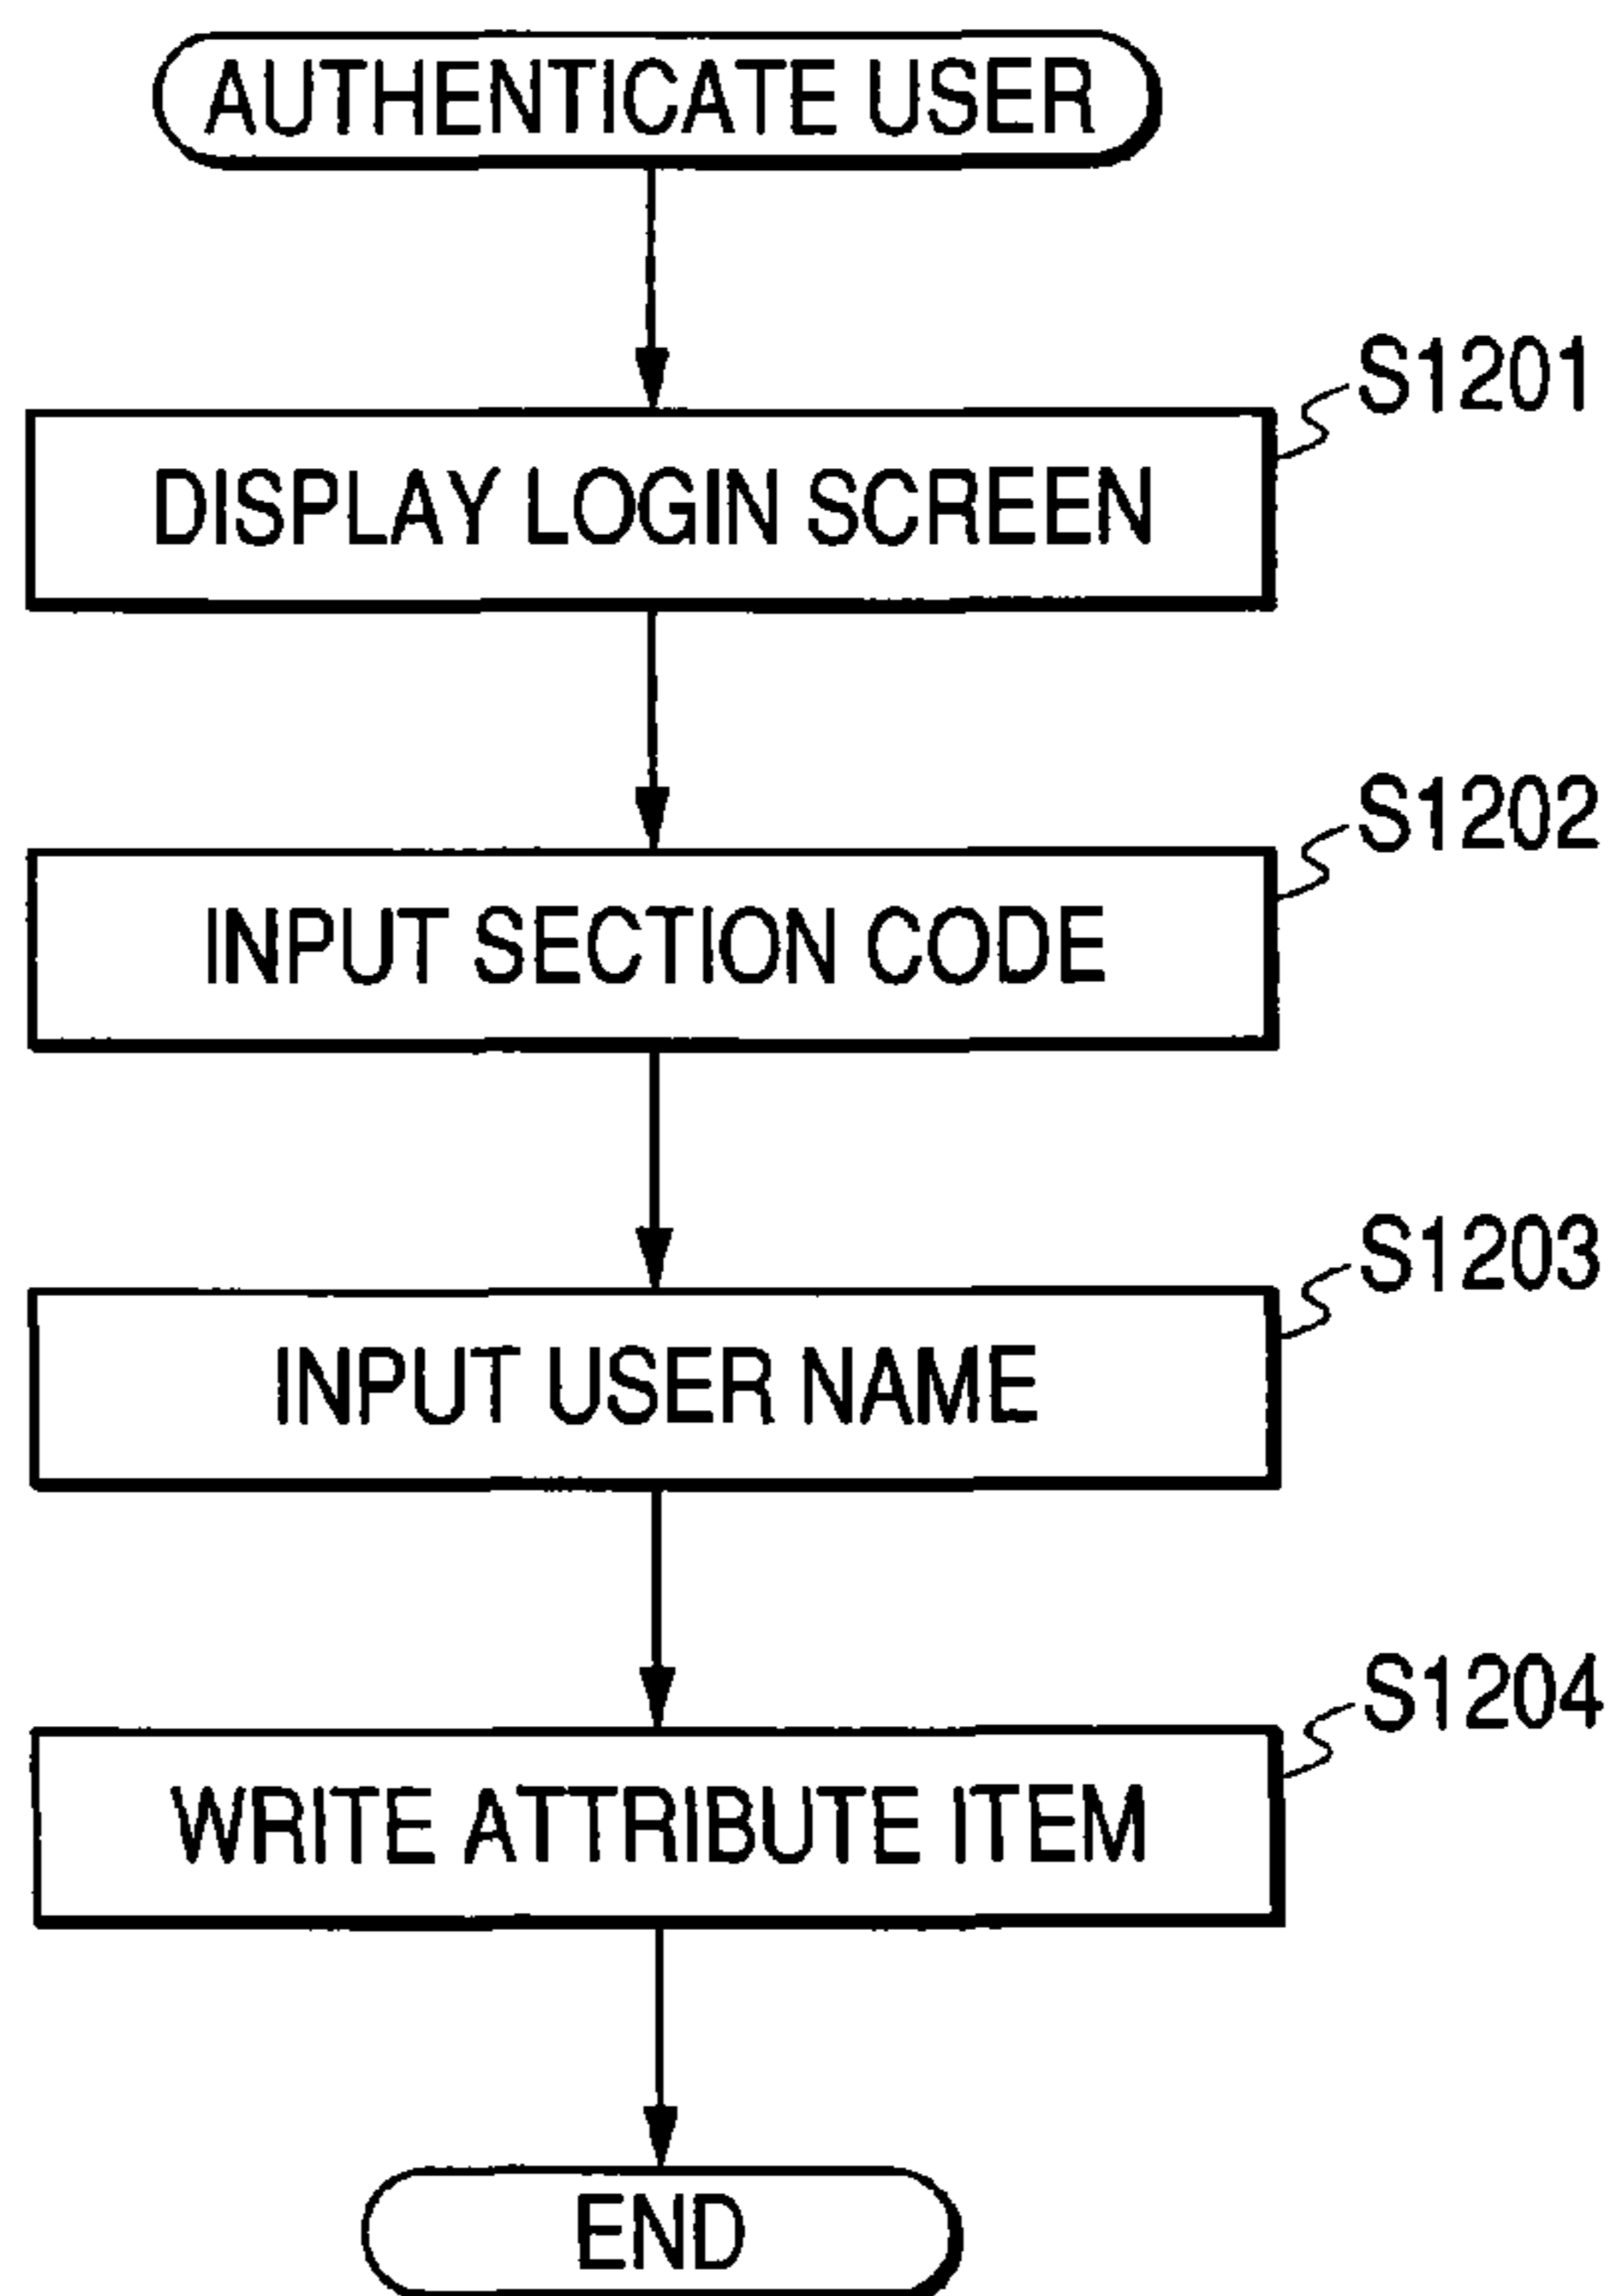 AUTHENTICATE USER
S1201
DISPLAY LOGIN SCREEN
S1202
INPUT SECTION CODE
S1203
INPUT USER NAME
S1204
WRITE ATTRIBUTE ITEM
END